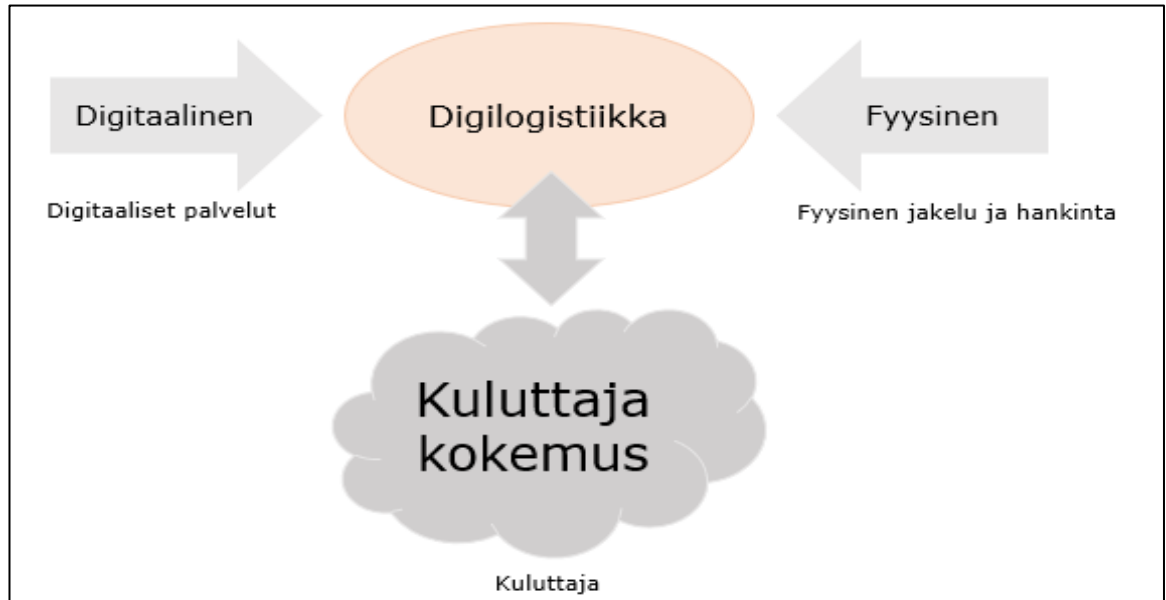 Digitaalinen
Digilogistiikka
Fyysinen
Digitaaliset palvelut
Fyysinen jakelu ja hankinta
Kuluttaja
kokemus
Kuluttaja